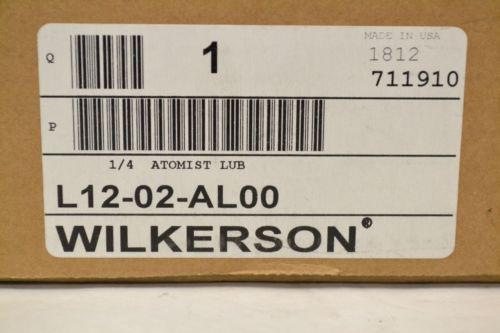 MADE IN USA
Q 1 1812
711910
P
1/4 ATOMIST LUB
L12-02-AL00
WILKERSON®